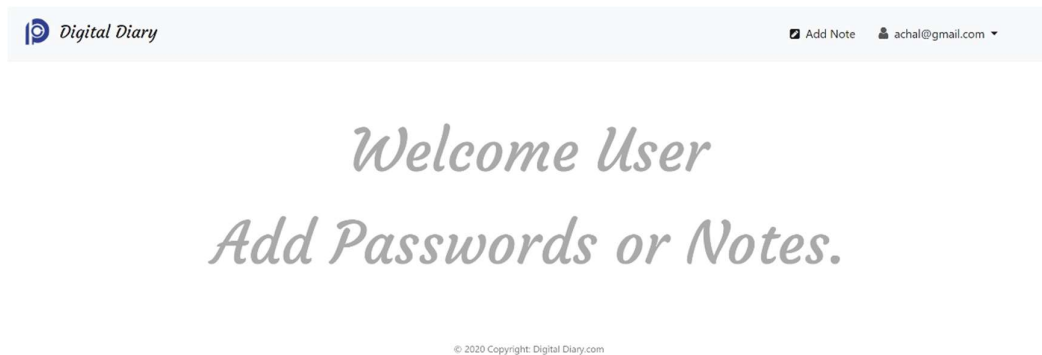 Digital Diary
Add Note
achal@gmail.com
Welcome User
Add Passwords or Notes.
© 2020 Copyright: Digital Diary.com